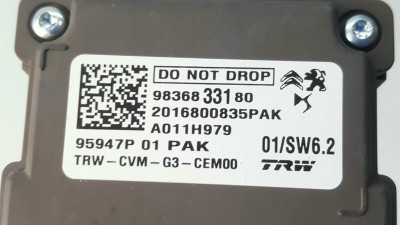 DO NOT DROP
98368 331 80
2016800835PAK
A011H979
95947P 01 PAK 01/SW6.2
TRW-CVM-G3-CEM00 TRW